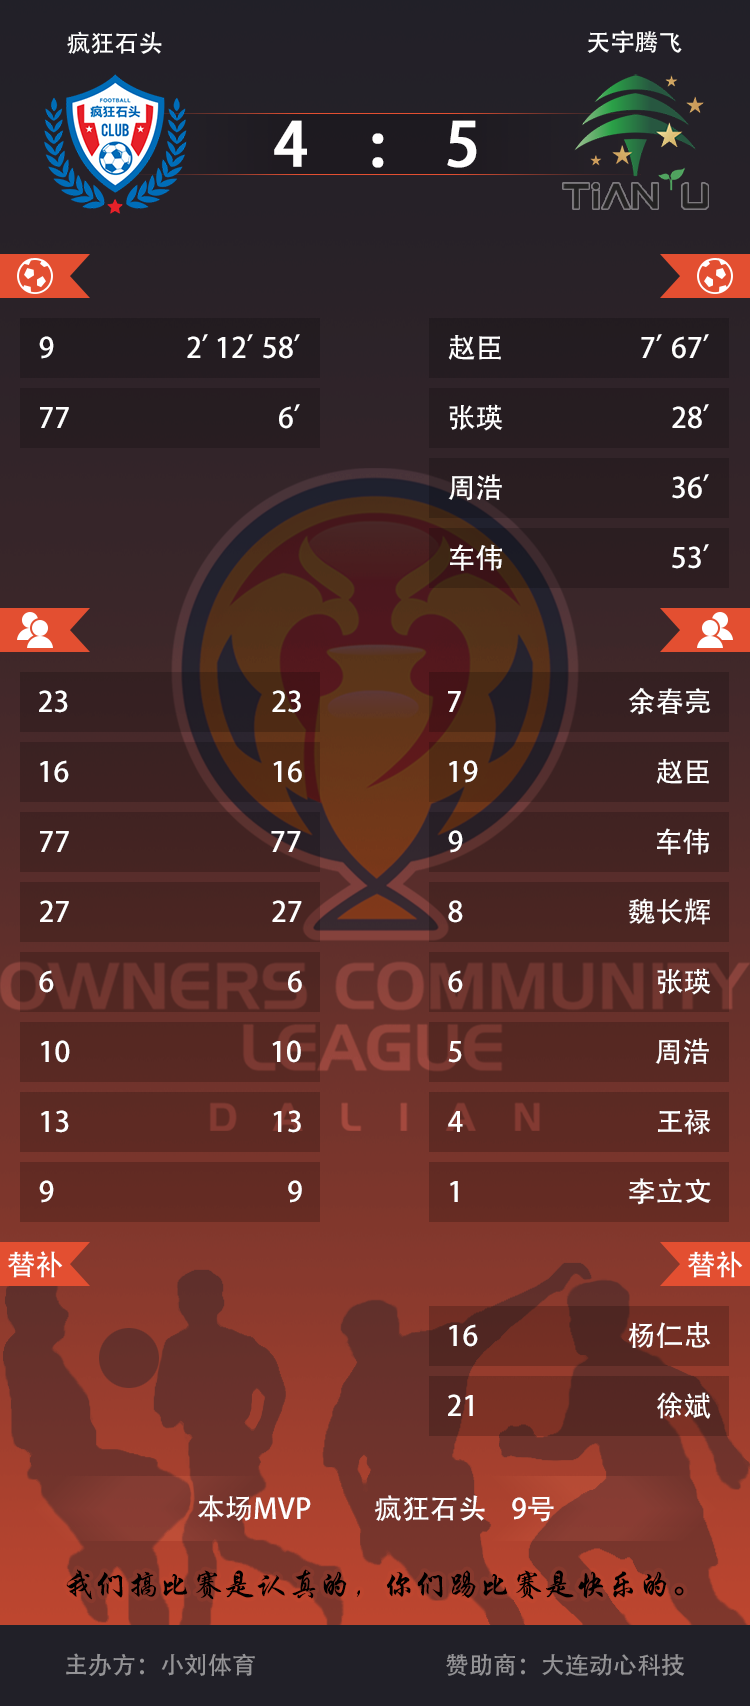 疯狂石头 天宇腾飞
FOOTBALL
疯狂石头
CLUB
4 : 5
TIAN U
9 2′ 12′ 58′ 赵臣 7′ 67′
77 6′ 张瑛 28′
周浩 36′
车伟 53′
23 23 7 余春亮
16 16 19 赵臣
77 77 9 车伟
27 27 8 魏长辉
6 6 6 张瑛
10 10 5 周浩
13 13 4 王禄
9 9 1 李立文
OWNERS COMMUNITY
LEAGUE
DALIAN
替补 替补
16 杨仁忠
21 徐斌
本场MVP 疯狂石头 9号
我们搞比赛是认真的，你们踢比赛是快乐的。
主办方：小刘体育 赞助商：大连动心科技